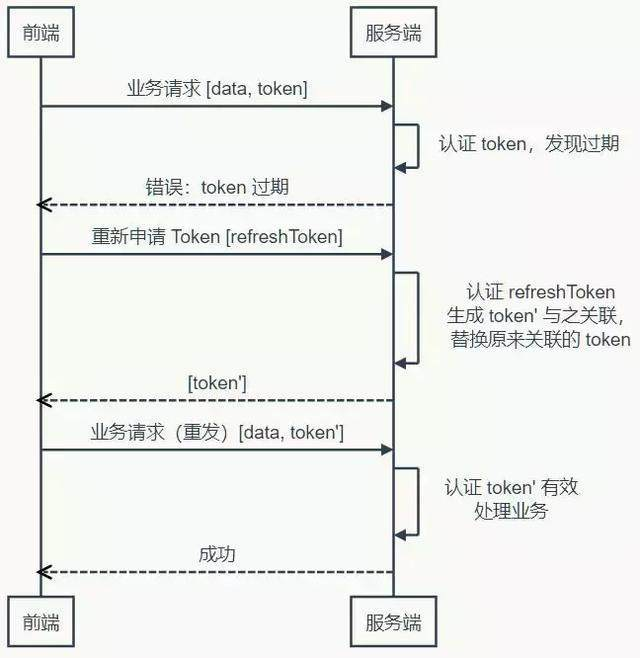 前端
服务端
业务请求 [data, token]
认证 token，发现过期
错误：token 过期
重新申请 Token [refreshToken]
认证 refreshToken
生成 token' 与之关联，
替换原来关联的 token
[token']
业务请求（重发）[data, token']
认证 token' 有效
处理业务
成功
前端
服务端